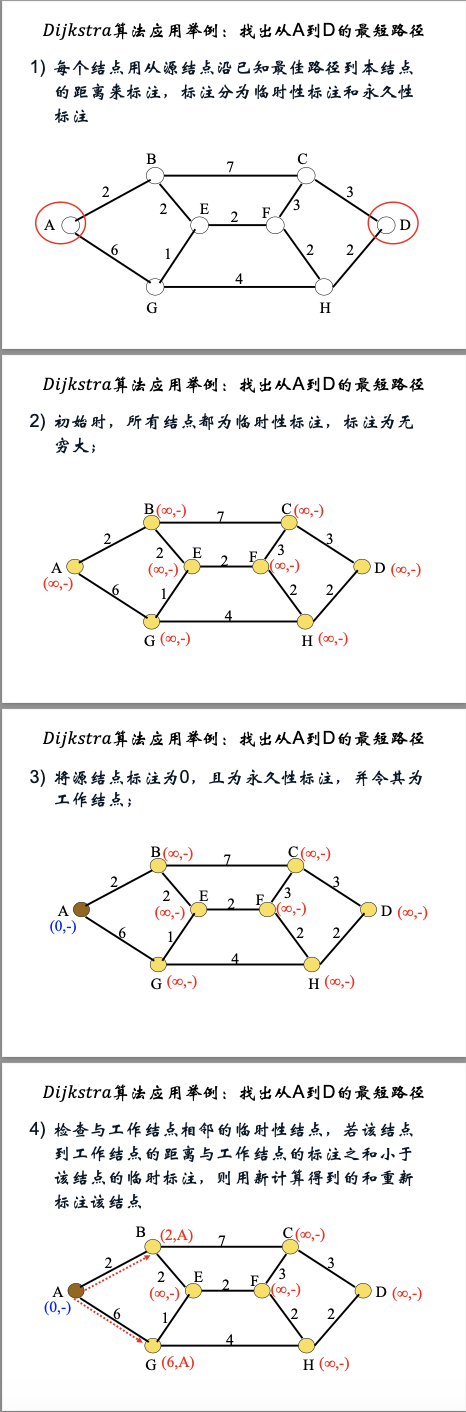 Dijkstra算法应用举例：找出从A到D的最短路径
1) 每个结点用从源结点沿已知最佳路径到本结点
的距离来标注，标注分为临时性标注和永久性
标注
B 7 C
2 2 E 2 F 3 3
A D
6 1 2 2
4
G H
Dijkstra算法应用举例：找出从A到D的最短路径
2) 初始时，所有结点都为临时性标注，标注为无
穷大；
B(∞,-) 7 C(∞,-)
2 2 E 2 F 3 3
A (∞,-) (∞,-) D (∞,-)
(∞,-) 6 1 2 2
4
G (∞,-) H (∞,-)
Dijkstra算法应用举例：找出从A到D的最短路径
3) 将源结点标注为0，且为永久性标注，并令其为
工作结点；
B(∞,-) 7 C(∞,-)
2 2 E 2 F 3 3
A (∞,-) (∞,-) D (∞,-)
(0,-) 6 1 2 2
4
G (∞,-) H (∞,-)
Dijkstra算法应用举例：找出从A到D的最短路径
4) 检查与工作结点相邻的临时性结点，若该结点
到工作结点的距离与工作结点的标注之和小于
该结点的临时标注，则用新计算得到的和重新
标注该结点
B (2,A) 7 C(∞,-)
2 2 E 2 F 3 3
A (∞,-) (∞,-) D (∞,-)
(0,-) 6 1 2 2
4
G (6,A) H (∞,-)